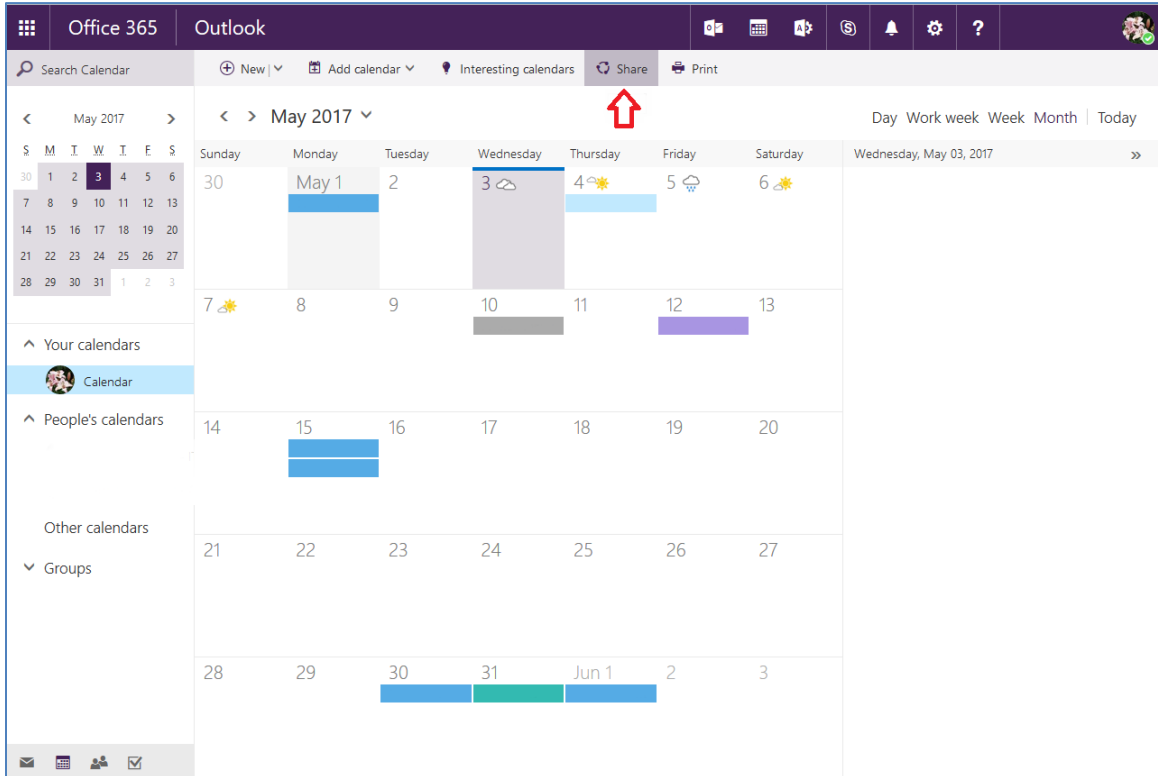 Office 365 Outlook ?
Search Calendar New Add calendar Interesting calendars Share Print
May 2017
S M T W T F S
30 1 2 3 4 5 6
7 8 9 10 11 12 13
14 15 16 17 18 19 20
21 22 23 24 25 26 27
28 29 30 31 1 2 3
Your calendars
Calendar
People's calendars
Other calendars
Groups
May 2017 Day Work week Week Month Today
Sunday Monday Tuesday Wednesday Thursday Friday Saturday Wednesday, May 03, 2017
30 May 1 2 3 4 5 6
7 8 9 10 11 12 13
14 15 16 17 18 19 20
21 22 23 24 25 26 27
28 29 30 31 Jun 1 2 3